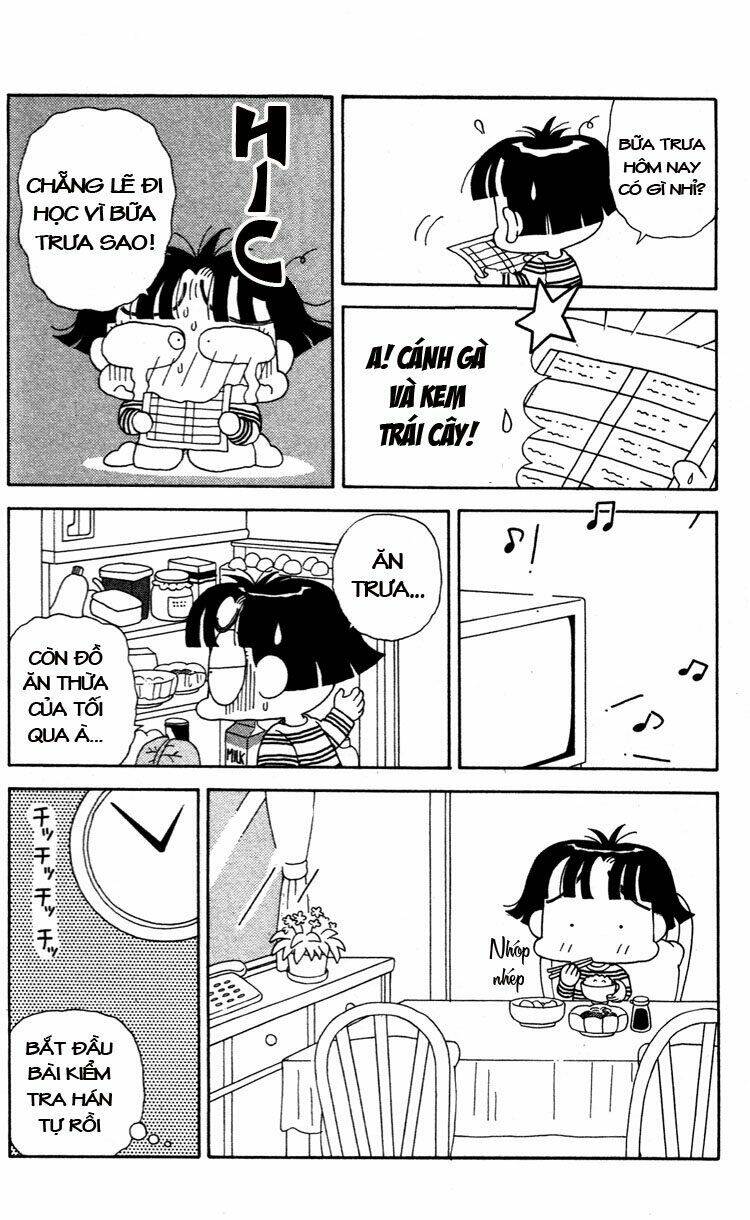 BỮA TRƯA
HÔM NAY
CÓ GÌ NHỈ?
A! CÁNH GÀ
VÀ KEM
TRÁI CÂY!
HIC
CHẲNG LẼ ĐI
HỌC VÌ BỮA
TRƯA SAO!
ĂN
TRƯA...
CÒN ĐỒ
ĂN THỪA
CỦA TỐI
QUA À...
MILK
Nhóp
nhép
チッチッチッチッ
BẮT ĐẦU
BÀI KIỂM
TRA HÁN
TỰ RỒI